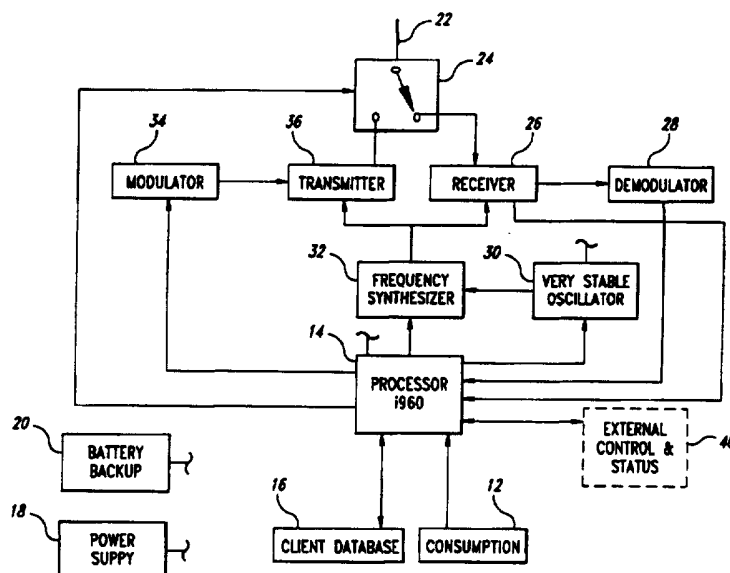 22
24
34
36
26
28
MODULATOR
TRANSMITTER
RECEIVER
DEMODULATOR
32
30
FREQUENCY
SYNTHESIZER
VERY STABLE
OSCILLATOR
14
PROCESSOR
i960
20
BATTERY
BACKUP
EXTERNAL
CONTROL &
STATUS
18
POWER
SUPPY
16
12
CLIENT DATABASE
CONSUMPTION